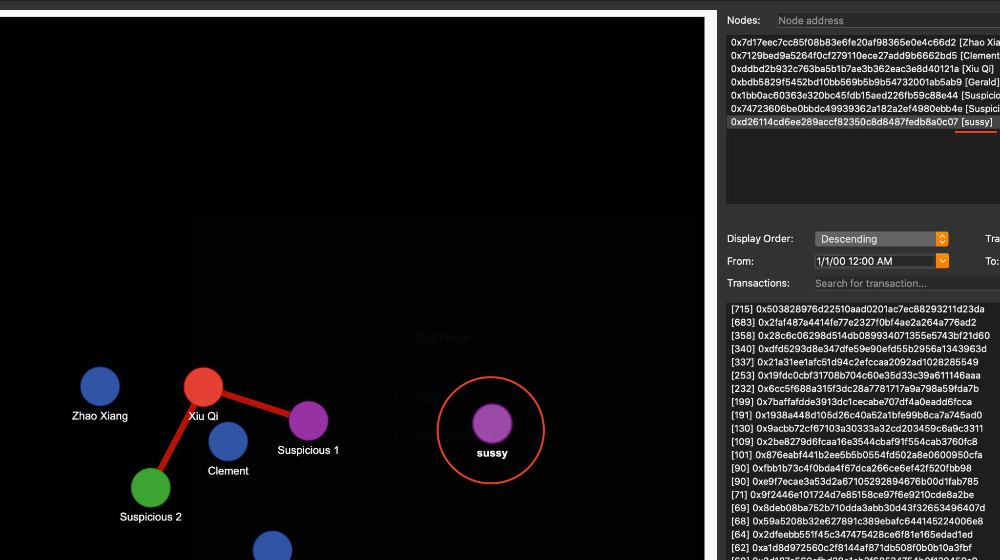 Nodes: Node address
0x7d17eec7cc85f08b83e6fe20af98365e0e4c66d2 [Zhao Xia
0x7129bed9a5264f0cf279110ece27add9b6662bd5 [Clement
0xddbd2b932c763ba5b1b7ae3b362eac3e8d40121a [Xiu Qi]
0xbdb5829f5452bd10bb569b5b9b54732001ab5ab9 [Gerald]
0x1bb0ac60363e320bc45fdb15aed226fb59c88e44 [Suspicio
0x74723606be0bbdc49939362a182a2ef4980ebb4e [Suspici
0xd26114cd6ee289accf82350c8d8487fedb8a0c07 [sussy]
DigiTrace
DigiTrace
New Case
Open Case
Zhao Xiang
Xiu Qi
Clement
Suspicious 1
sussy
Suspicious 2
Display Order: Descending Tra
From: 1/1/00 12:00 AM To:
Transactions: Search for transaction...
[715] 0x503828976d22510aad0201ac7ec88293211d23da
[683] 0x2faf487a4414fe77e2327f0bf4ae2a264a776ad2
[358] 0x28c6c06298d514db089934071355e5743bf21d60
[340] 0xdfd5293d8e347dfe59e90efd55b2956a1343963d
[337] 0x21a31ee1afc51d94c2efccaa2092ad1028285549
[253] 0x19fdc0cbf31708b704c60e35d33c39a611146aaa
[232] 0x6cc5f688a315f3dc28a7781717a9a798a59fda7b
[199] 0x7baffafdde3913dc1cecabe707df4a0eadd6fcca
[191] 0x1938a448d105d26c40a52a1bfe99b8ca7a745ad0
[130] 0x9acbb72cf67103a30333a32cd203459c6a9c3311
[109] 0x2be8279d6fcaa16e3544cbaf91f554cab3760fc8
[101] 0x876eabf441b2ee5b5b0554fd502a8e0600950cfa
[90] 0xfbb1b73c4f0bda4f67dca266ce6ef42f520fbb98
[90] 0xe9f7ecae3a53d2a67105292894676b00d1fab785
[71] 0x9f2446e101724d7e85158ce97f6e9210cde8a2be
[69] 0x8deb08ba752b710dda3abb30d43f32653496407d
[68] 0x59a5208b32e627891c389ebafc644145224006e8
[64] 0x2dfeebb551f45c347475428ce6f81e165edad1ed
[62] 0xa1d8d972560c2f8144af871db508f0b0b10a3fbf